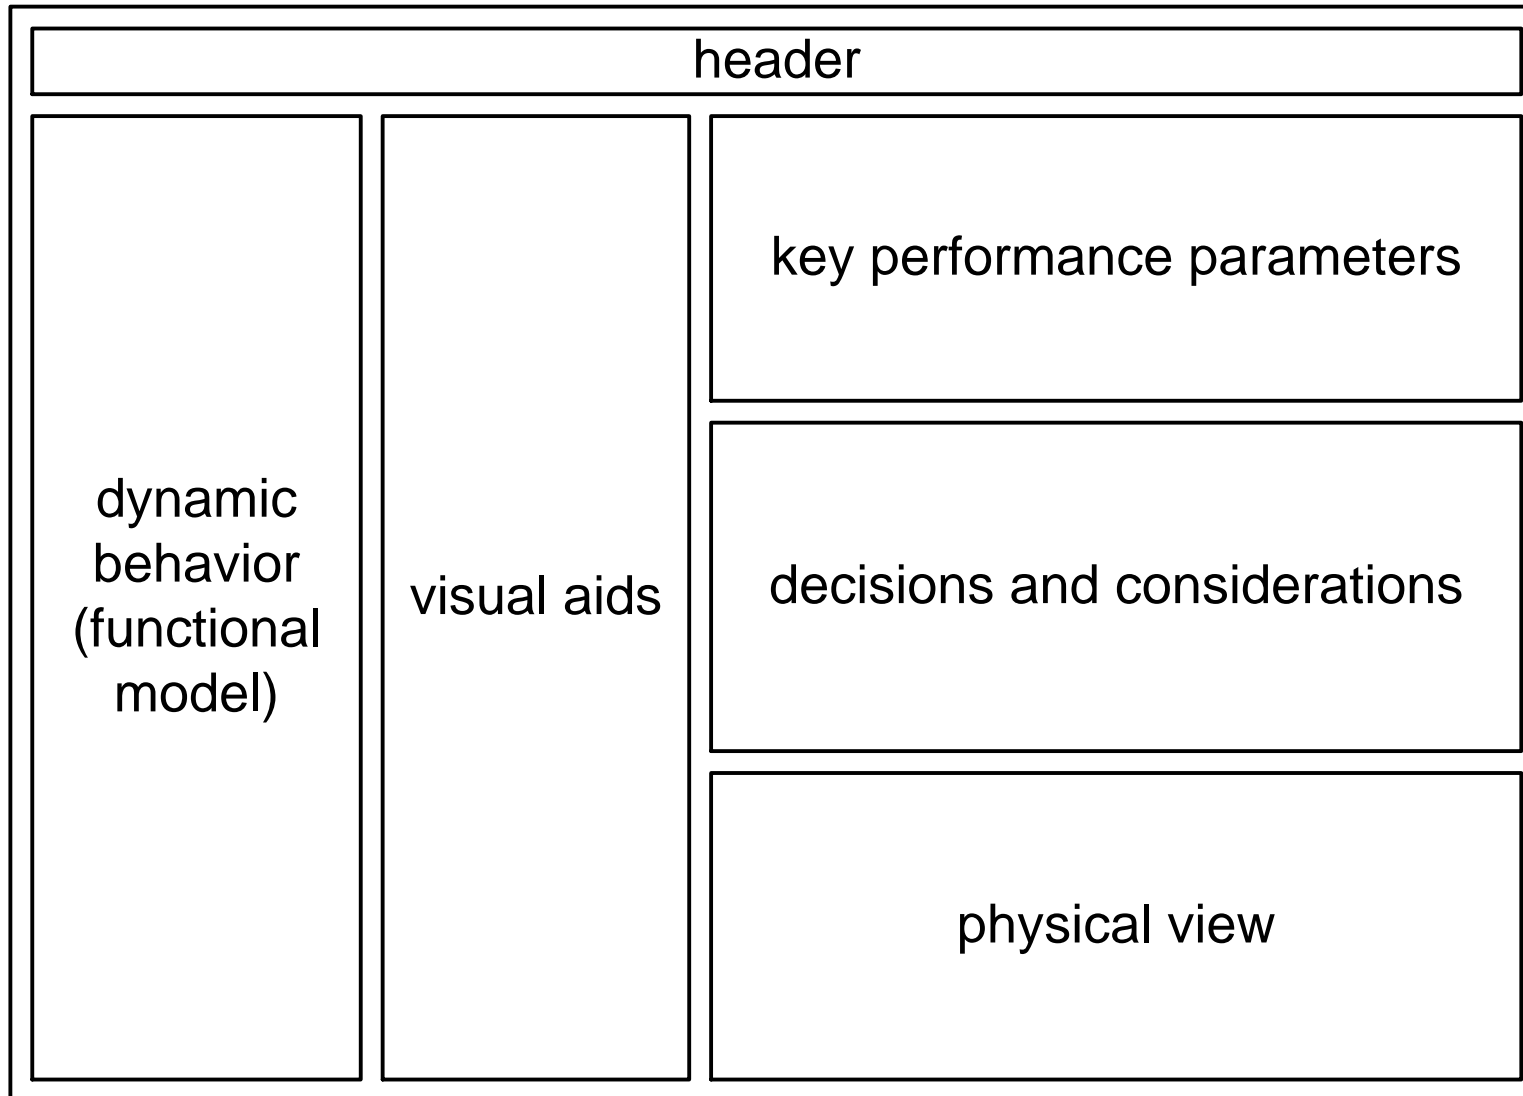 header
dynamic
behavior
(functional
model)
visual aids
key performance parameters
decisions and considerations
physical view